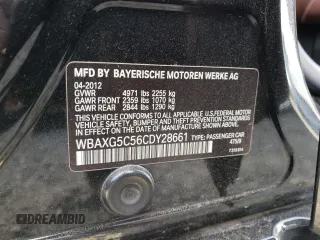 MFD BY BAYERISCHE MOTOREN WERKE AG
04-2012
GVWR 4971 lbs 2255 kg
GAWR FRONT 2359 lbs 1070 kg
GAWR REAR 2844 lbs 1290 kg
THIS VEHICLE CONFORMS TO ALL APPLICABLE U.S. FEDERAL MOTOR
VEHICLE SAFETY, BUMPER, AND THEFT PREVENTION
STANDARDS IN EFFECT ON THE DATE OF
MANUFACTURE SHOWN ABOVE.
WBAXG5C56CDY28661
TYPE: PASSENGER CAR
475/9
DREAMBID